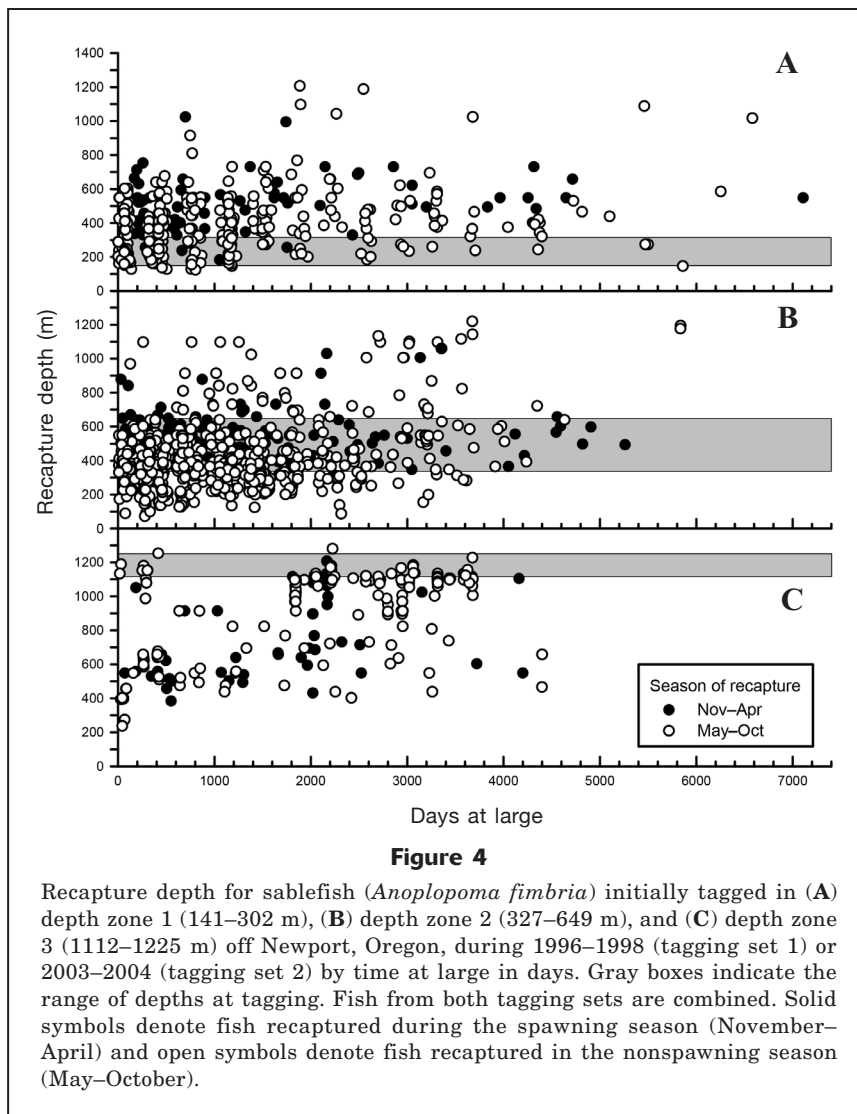 A
1400
1200
1000
800
600
400
200
0
B
1200
1000
800
600
400
200
0
C
1200
1000
800
600
400
200
0
Recapture depth (m)
Season of recapture
Nov–Apr
May–Oct
0 1000 2000 3000 4000 5000 6000 7000
Days at large
Figure 4
Recapture depth for sablefish (Anoplopoma fimbria) initially tagged in (A)
depth zone 1 (141–302 m), (B) depth zone 2 (327–649 m), and (C) depth zone
3 (1112–1225 m) off Newport, Oregon, during 1996–1998 (tagging set 1) or
2003–2004 (tagging set 2) by time at large in days. Gray boxes indicate the
range of depths at tagging. Fish from both tagging sets are combined. Solid
symbols denote fish recaptured during the spawning season (November–
April) and open symbols denote fish recaptured in the nonspawning season
(May–October).